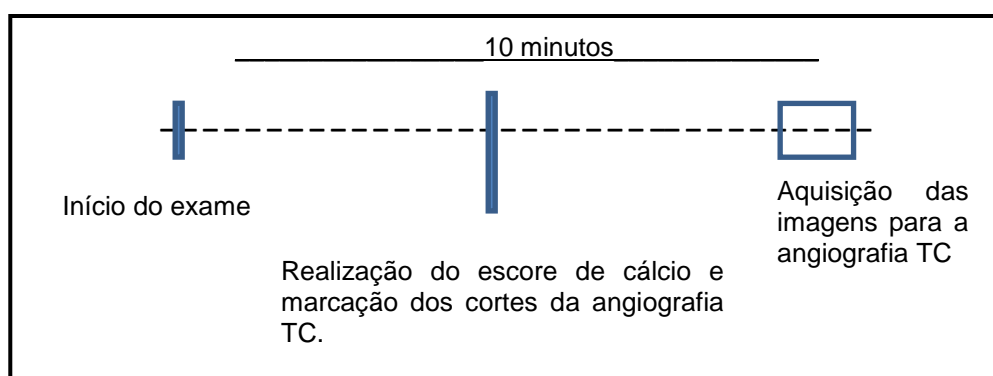 10 minutos
Início do exame
Realização do escore de cálcio e
marcação dos cortes da angiografia
TC.
Aquisição das
imagens para a
angiografia TC